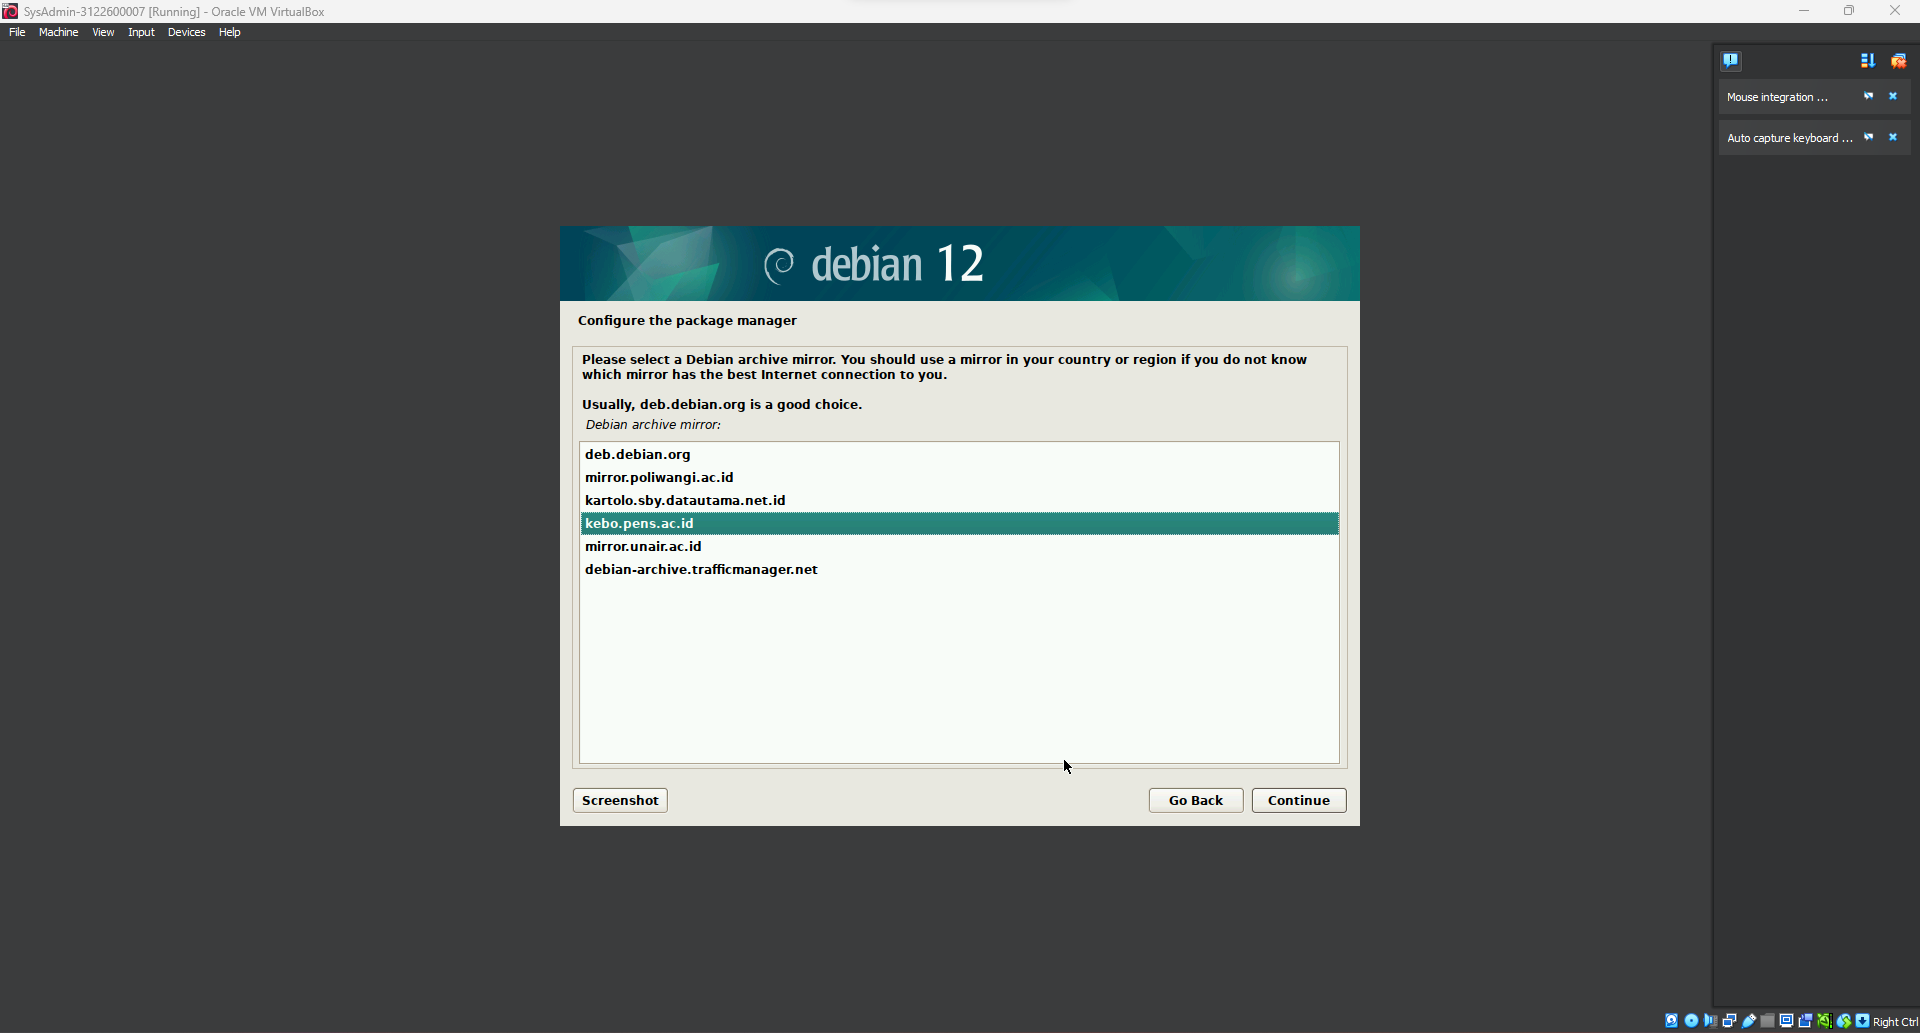 SysAdmin-3122600007 [Running] - Oracle VM VirtualBox
File Machine View Input Devices Help
Mouse integration ...
Auto capture keyboard ...
debian 12
Configure the package manager
Please select a Debian archive mirror. You should use a mirror in your country or region if you do not know
which mirror has the best Internet connection to you.
Usually, deb.debian.org is a good choice.
Debian archive mirror:
deb.debian.org
mirror.poliwangi.ac.id
kartolo.sby.datautama.net.id
kebo.pens.ac.id
mirror.unair.ac.id
debian-archive.trafficmanager.net
Screenshot
Go Back
Continue
Right Ctrl